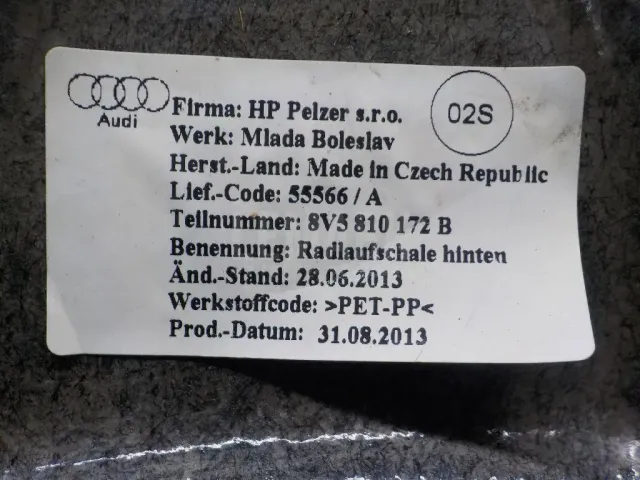 Audi
02S
Firma: HP Pelzer s.r.o.
Werk: Mlada Boleslav
Herst.-Land: Made in Czech Republic
Lief.-Code: 55566 / A
Teilnummer: 8V5 810 172 B
Benennung: Radlaufschale hinten
Änd.-Stand: 28.06.2013
Werkstoffcode: >PET-PP<
Prod.-Datum: 31.08.2013